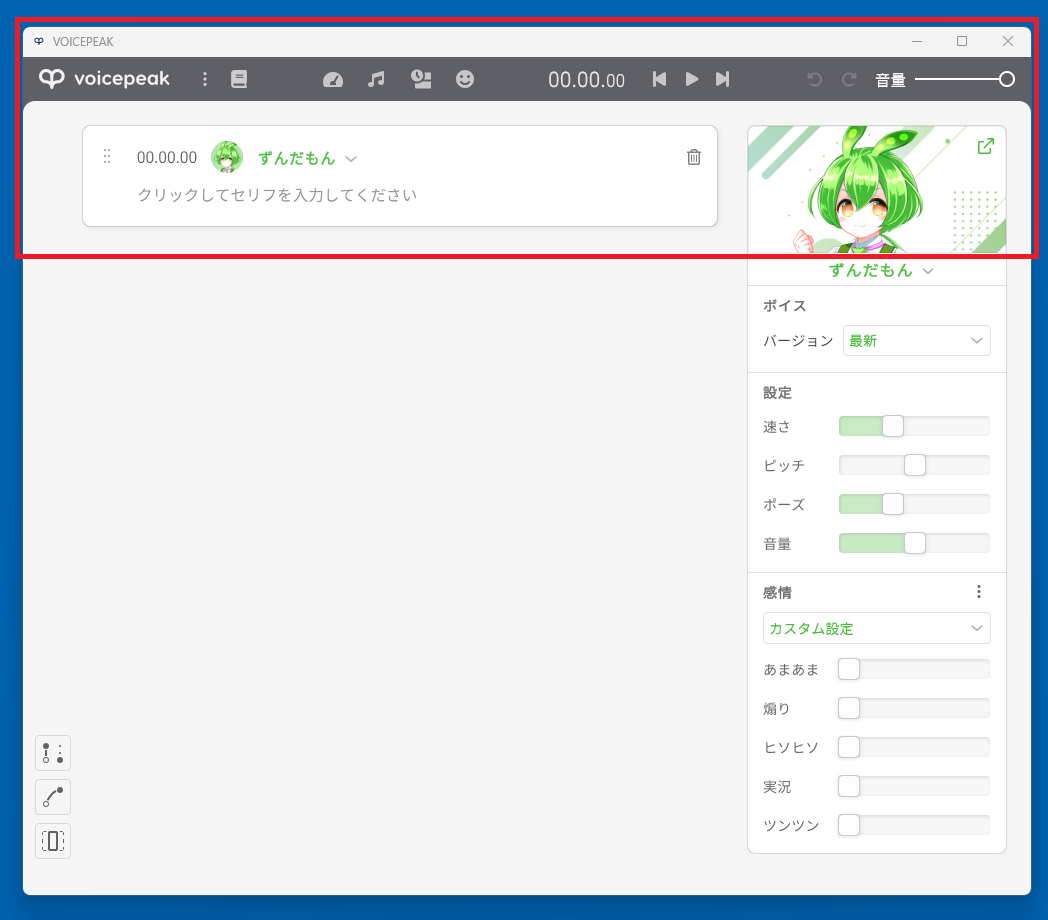 VOICEPEAK
voicepeak
00.00.00
音量
00.00.00 ずんだもん
クリックしてセリフを入力してください
ずんだもん
ボイス
バージョン 最新
設定
速さ
ピッチ
ポーズ
音量
感情
カスタム設定
あまあま
煽り
ヒソヒソ
実況
ツンツン